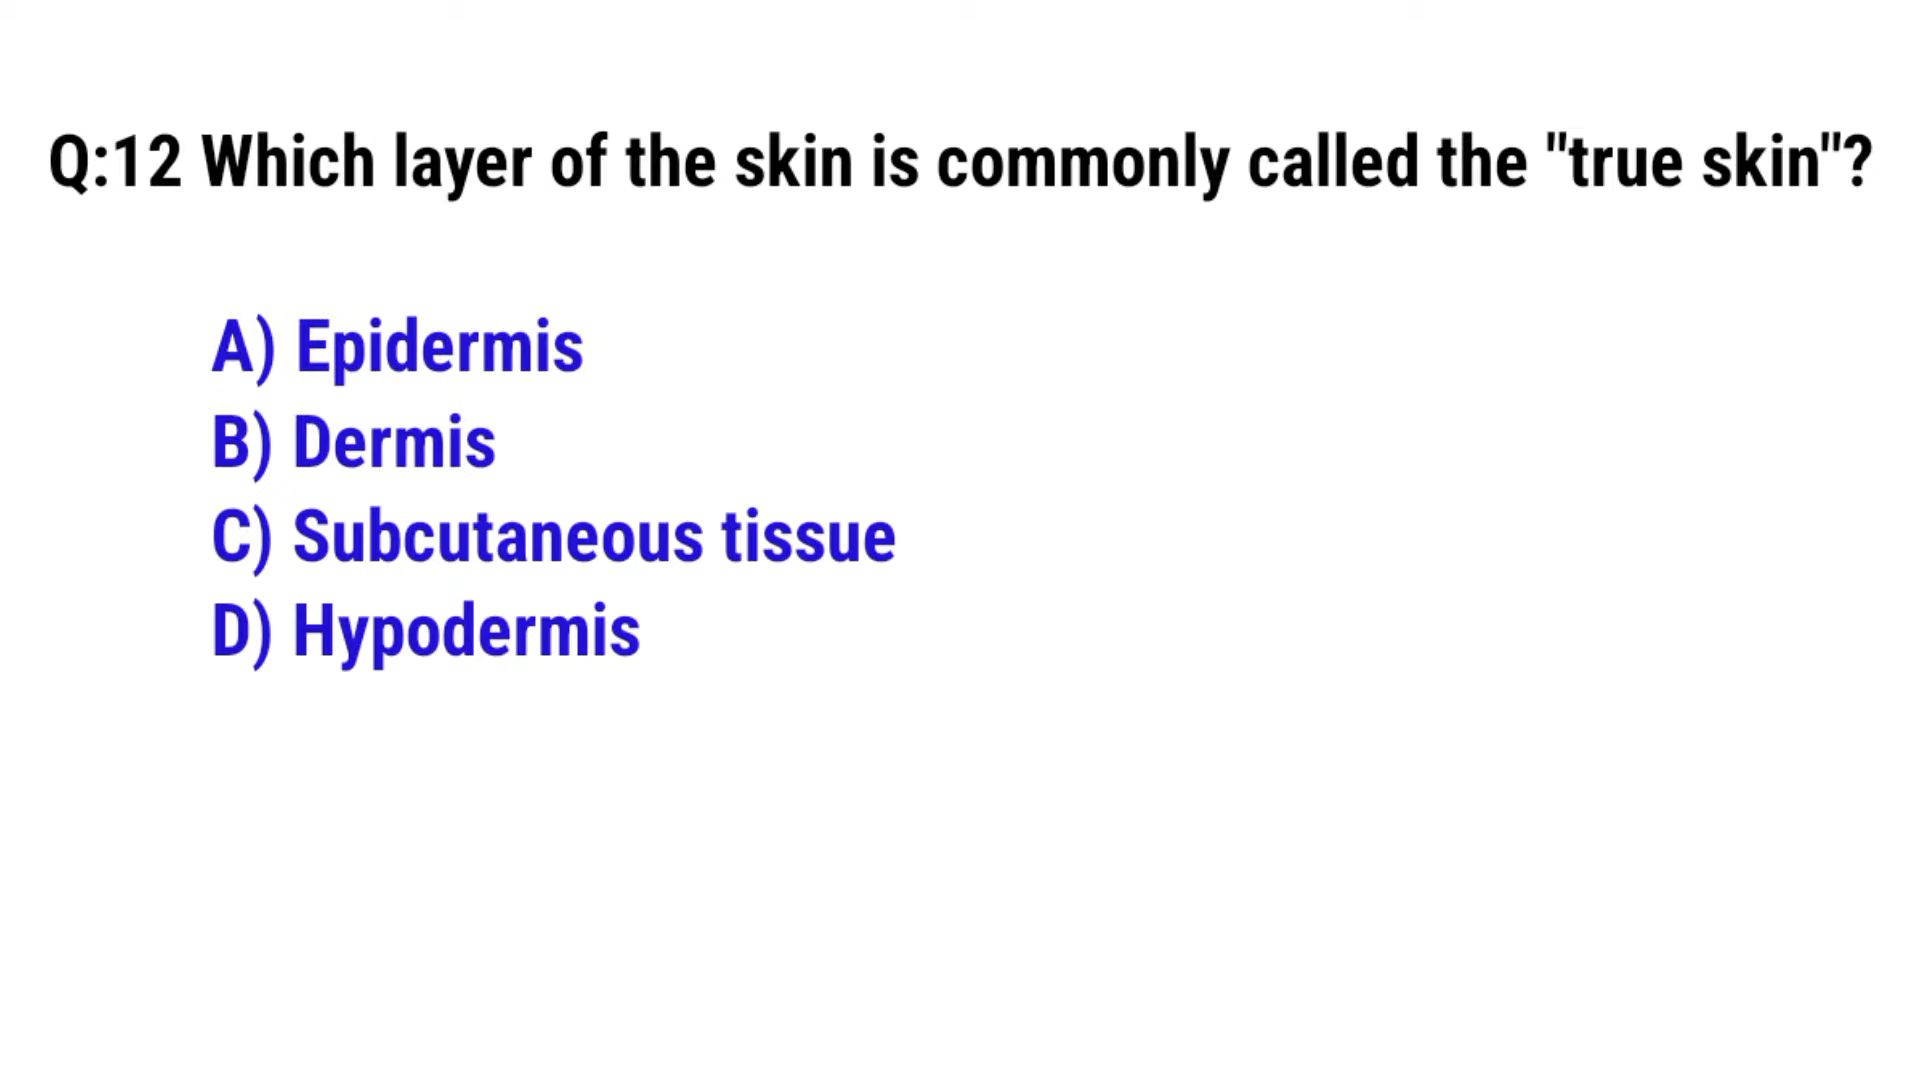 Q:12 Which layer of the skin is commonly called the "true skin"?
A) Epidermis
B) Dermis
C) Subcutaneous tissue
D) Hypodermis